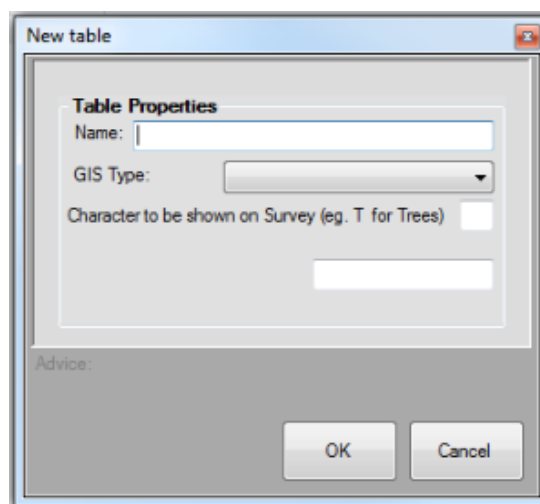 New table
Table Properties
Name:
GIS Type:
Character to be shown on Survey (eg. T for Trees)
Advice:
OK
Cancel